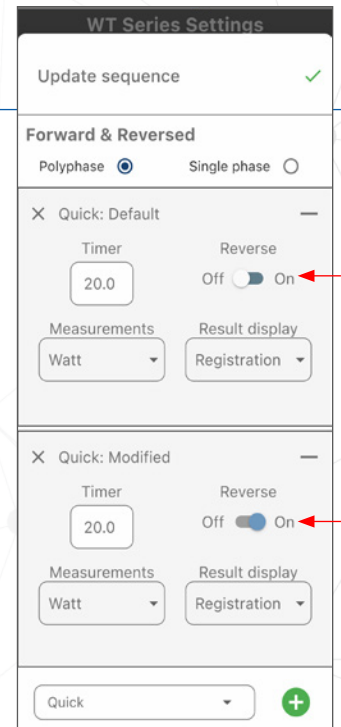 WT Series Settings
Update sequence
Forward & Reversed
Polyphase Single phase
Quick: Default
Timer Reverse
20.0 Off On
Measurements Result display
Watt Registration
Quick: Modified
Timer Reverse
20.0 Off On
Measurements Result display
Watt Registration
Quick